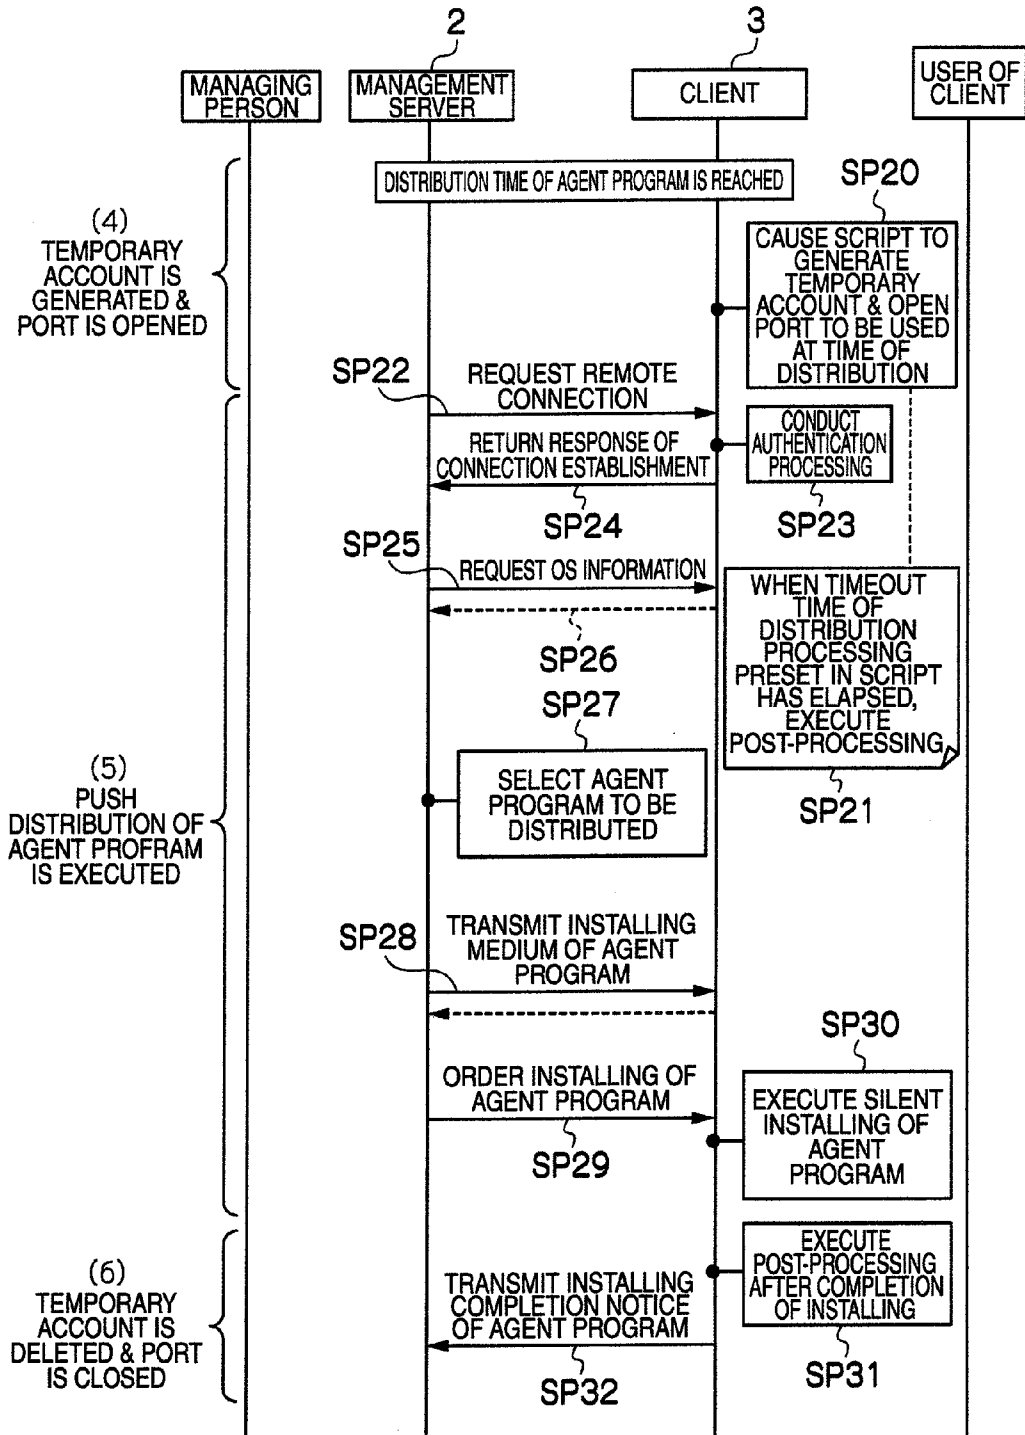 2
3
MANAGING
PERSON
MANAGEMENT
SERVER
CLIENT
USER OF
CLIENT
DISTRIBUTION TIME OF AGENT PROGRAM IS REACHED
SP20
(4)
TEMPORARY
ACCOUNT IS
GENERATED &
PORT IS OPENED
CAUSE SCRIPT TO
GENERATE
TEMPORARY
ACCOUNT & OPEN
PORT TO BE USED
AT TIME OF
DISTRIBUTION
SP22
REQUEST REMOTE
CONNECTION
CONDUCT
AUTHENTICATION
PROCESSING
SP23
RETURN RESPONSE OF
CONNECTION ESTABLISHMENT
SP24
SP25
REQUEST OS INFORMATION
SP26
WHEN TIMEOUT
TIME OF
DISTRIBUTION
PROCESSING
PRESET IN SCRIPT
HAS ELAPSED,
EXECUTE
POST-PROCESSING
SP21
SP27
SELECT AGENT
PROGRAM TO BE
DISTRIBUTED
(5)
PUSH
DISTRIBUTION OF
AGENT PROFRAM
IS EXECUTED
SP28
TRANSMIT INSTALLING
MEDIUM OF AGENT
PROGRAM
ORDER INSTALLING OF
AGENT PROGRAM
SP29
SP30
EXECUTE SILENT
INSTALLING OF
AGENT
PROGRAM
(6)
TEMPORARY
ACCOUNT IS
DELETED & PORT
IS CLOSED
EXECUTE
POST-PROCESSING
AFTER COMPLETION
OF INSTALLING
SP31
TRANSMIT INSTALLING
COMPLETION NOTICE
OF AGENT PROGRAM
SP32